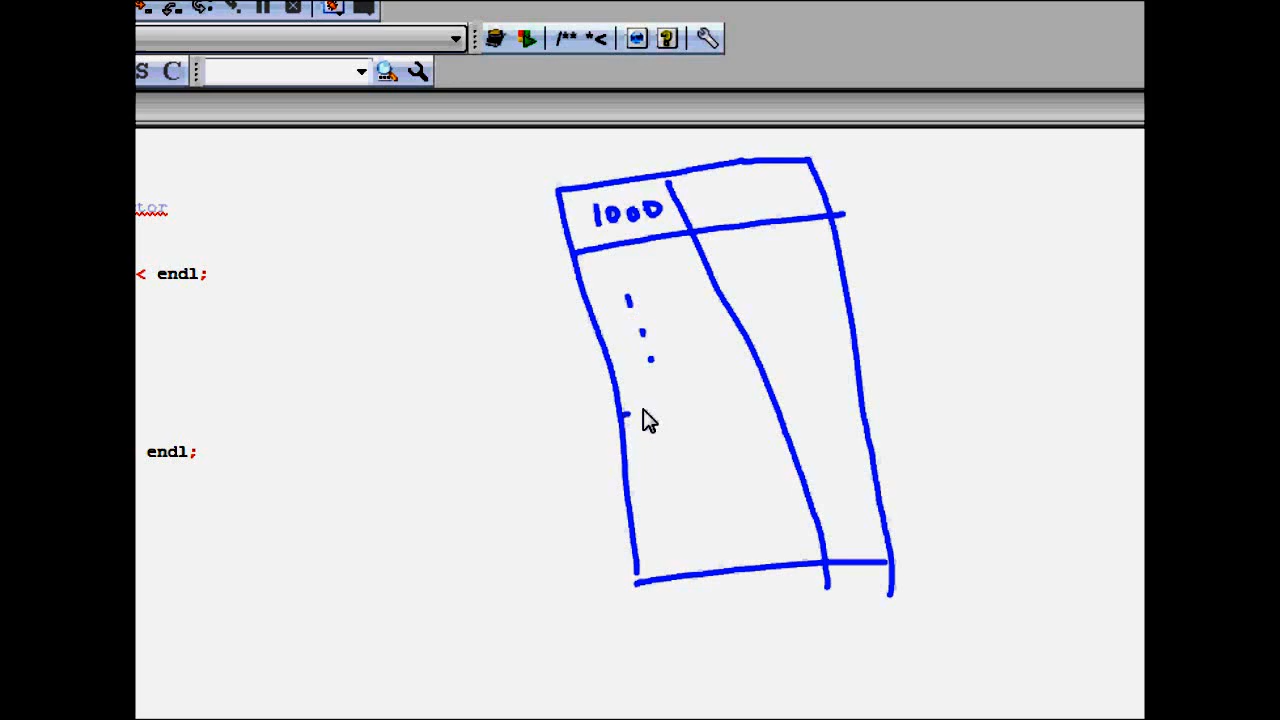 /** *<
S C
tor
1000
< endl;
endl;